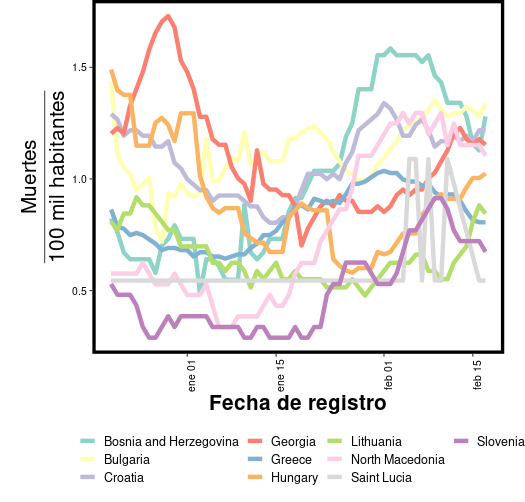 Muertes
100 mil habitantes
1.5
1.0
0.5
ene 01
ene 15
feb 01
feb 15
Fecha de registro
Bosnia and Herzegovina
Georgia
Lithuania
Slovenia
Bulgaria
Greece
North Macedonia
Croatia
Hungary
Saint Lucia